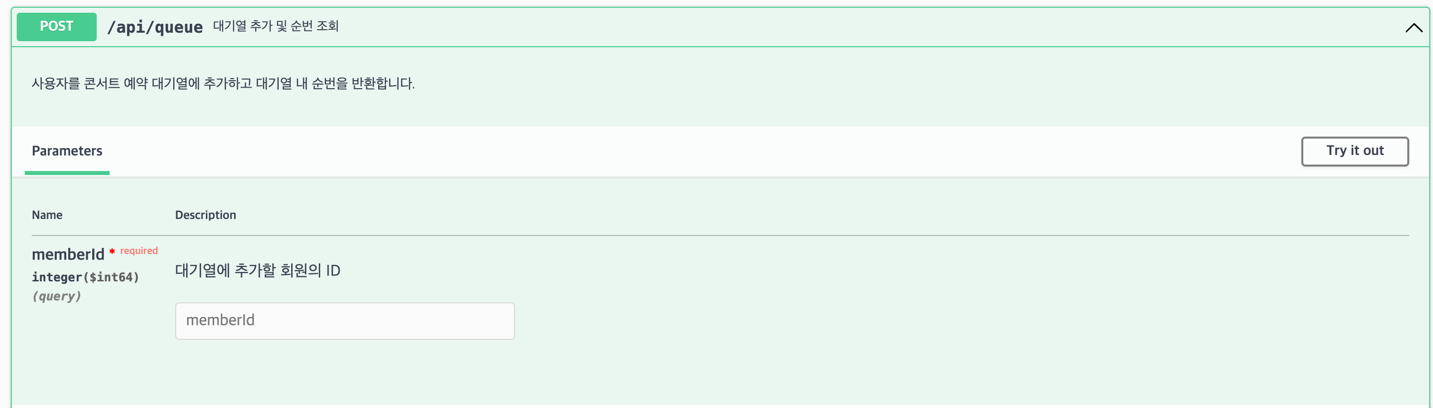 POST /api/queue 대기열 추가 및 순번 조회
사용자를 콘서트 예약 대기열에 추가하고 대기열 내 순번을 반환합니다.
Parameters Try it out
Name Description
memberId * required
integer($int64)
(query)
대기열에 추가할 회원의 ID
memberId